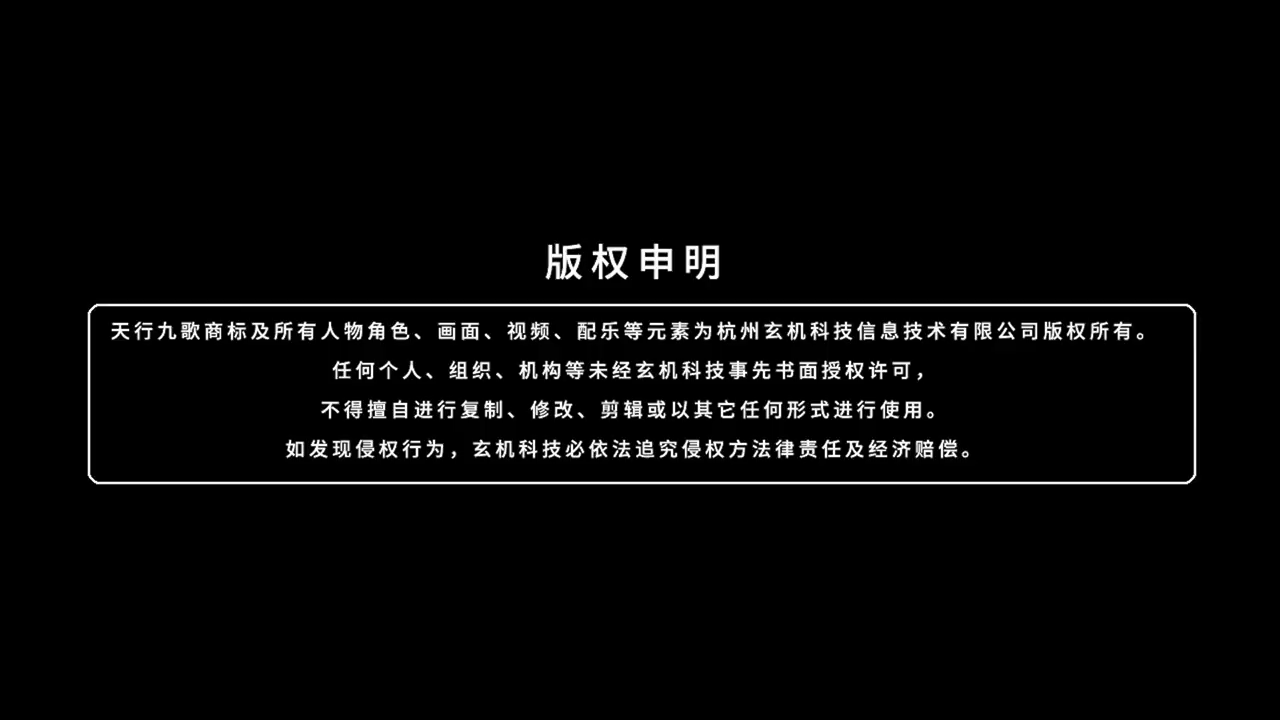 版权申明
天行九歌商标及所有人物角色、画面、视频、配乐等元素为杭州玄机科技信息技术有限公司版权所有。
任何个人、组织、机构等未经玄机科技事先书面授权许可，
不得擅自进行复制、修改、剪辑或以其它任何形式进行使用。
如发现侵权行为，玄机科技必依法追究侵权方法律责任及经济赔偿。